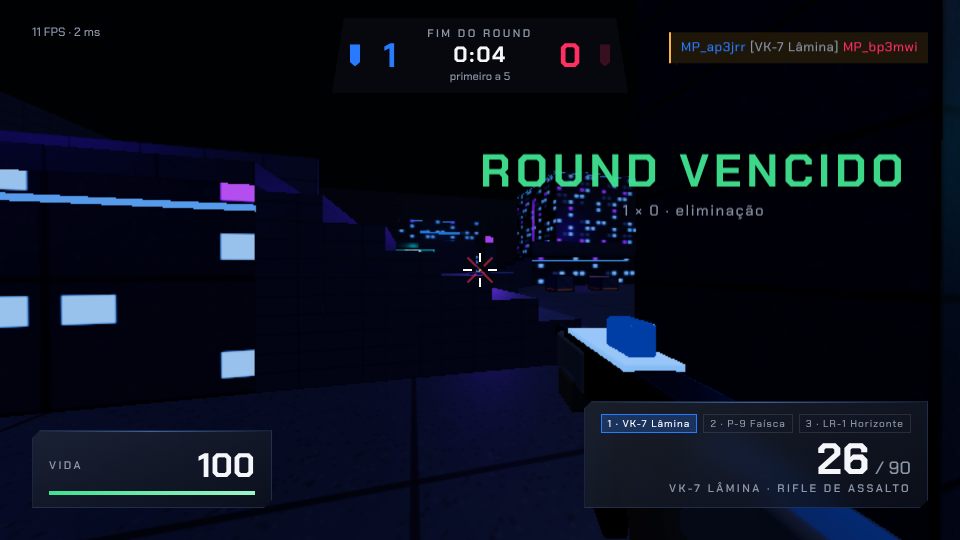 11 FPS · 2 ms
FIM DO ROUND
1 0:04 0
primeiro a 5
MP_ap3jrr [VK-7 Lâmina] MP_bp3mwi
ROUND VENCIDO
1 × 0 · eliminação
VIDA 100
1 · VK-7 Lâmina 2 · P-9 Faísca 3 · LR-1 Horizonte
26 / 90
VK-7 LÂMINA · RIFLE DE ASSALTO